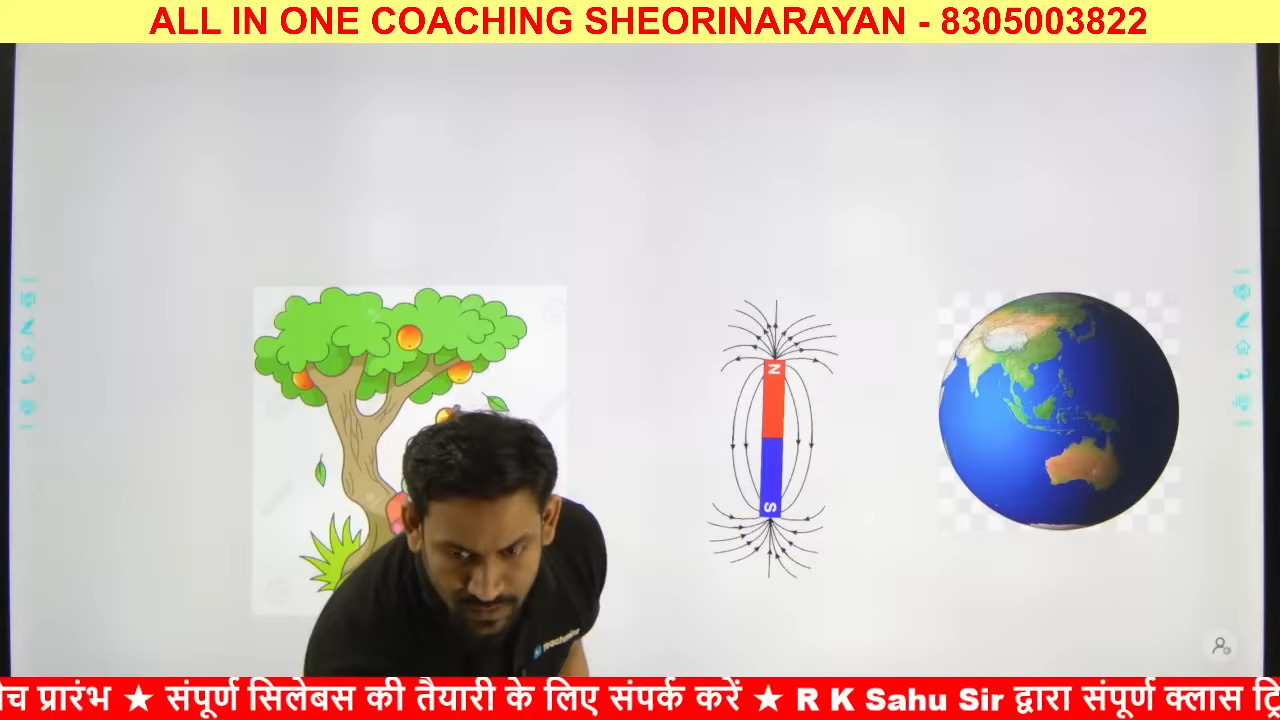 ALL IN ONE COACHING SHEORINARAYAN - 8305003822
N
S
प्रारंभ ★ संपूर्ण सिलेबस की तैयारी के लिए संपर्क करें ★ R K Sahu Sir द्वारा संपूर्ण क्लास